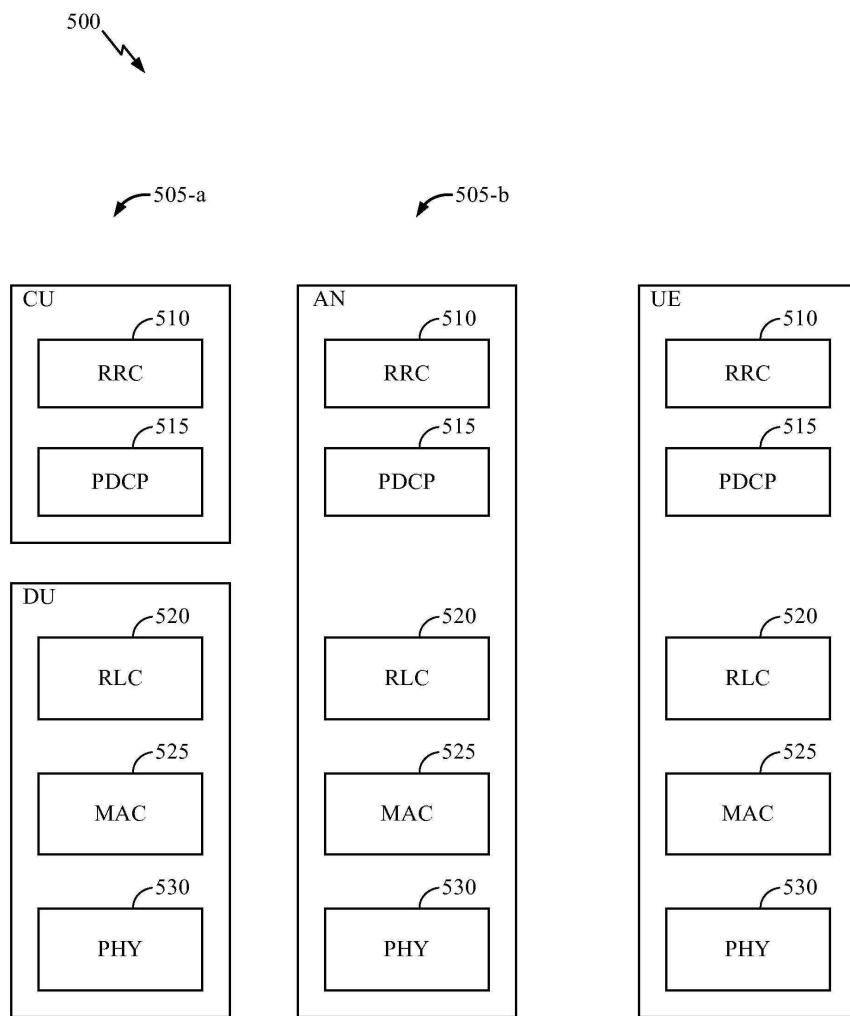 500
505-a
505-b
CU
510
RRC
515
PDCP
DU
520
RLC
525
MAC
530
PHY
AN
510
RRC
515
PDCP
520
RLC
525
MAC
530
PHY
UE
510
RRC
515
PDCP
520
RLC
525
MAC
530
PHY